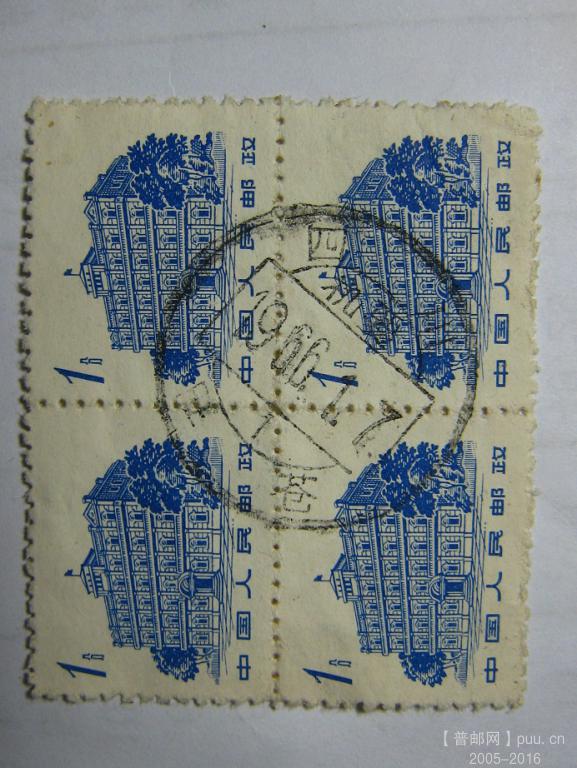 1分
中国人民邮政
1分
中国人民邮政
1分
中国人民邮政
1分
中国人民邮政
四川
1966.1.7.
【普邮网】puu.cn
2005-2016